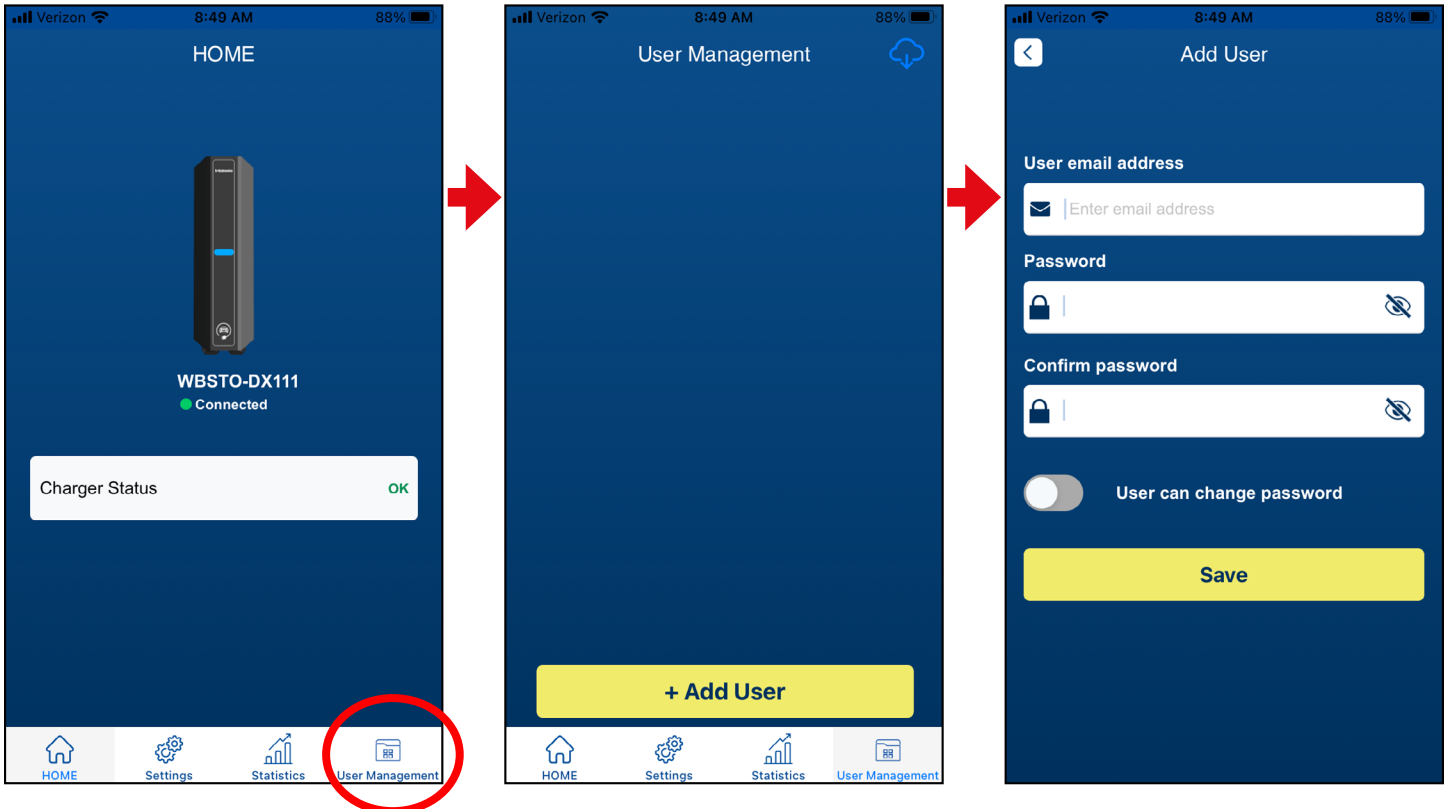 Verizon 8:49 AM 88%
HOME
WBSTO-DX111
Connected
Charger Status OK
HOME Settings Statistics User Management
Verizon 8:49 AM 88%
User Management
+ Add User
HOME Settings Statistics User Management
Verizon 8:49 AM 88%
Add User
User email address
Enter email address
Password
Confirm password
User can change password
Save